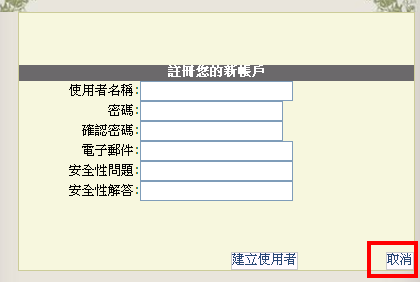 註冊您的新帳戶
使用者名稱:
密碼:
確認密碼:
電子郵件:
安全性問題:
安全性解答:
建立使用者 取消